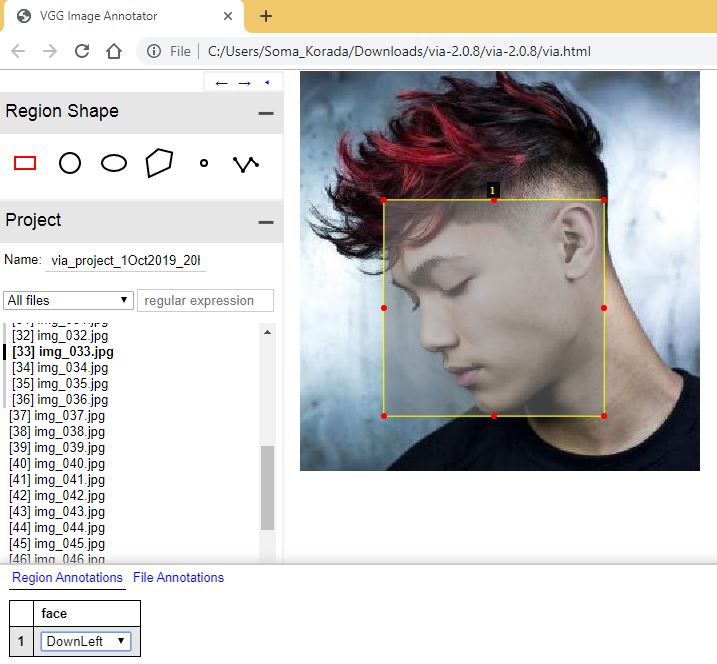 VGG Image Annotator
File
C:/Users/Soma_Korada/Downloads/via-2.0.8/via-2.0.8/via.html
Region Shape
Project
Name: via_project_1Oct2019_20
All files
regular expression
[32] img_032.jpg
[33] img_033.jpg
[34] img_034.jpg
[35] img_035.jpg
[36] img_036.jpg
[37] img_037.jpg
[38] img_038.jpg
[39] img_039.jpg
[40] img_040.jpg
[41] img_041.jpg
[42] img_042.jpg
[43] img_043.jpg
[44] img_044.jpg
[45] img_045.jpg
[46] img_046.jpg
1
Region Annotations File Annotations
face
1 DownLeft